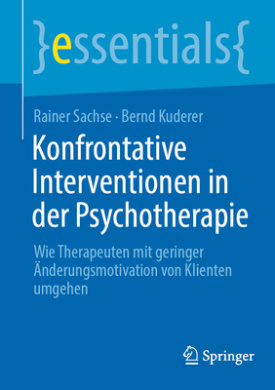 }essentials{
Rainer Sachse · Bernd Kuderer
Konfrontative
Interventionen in
der Psychotherapie
Wie Therapeuten mit geringer
Änderungsmotivation von Klienten
umgehen
Springer